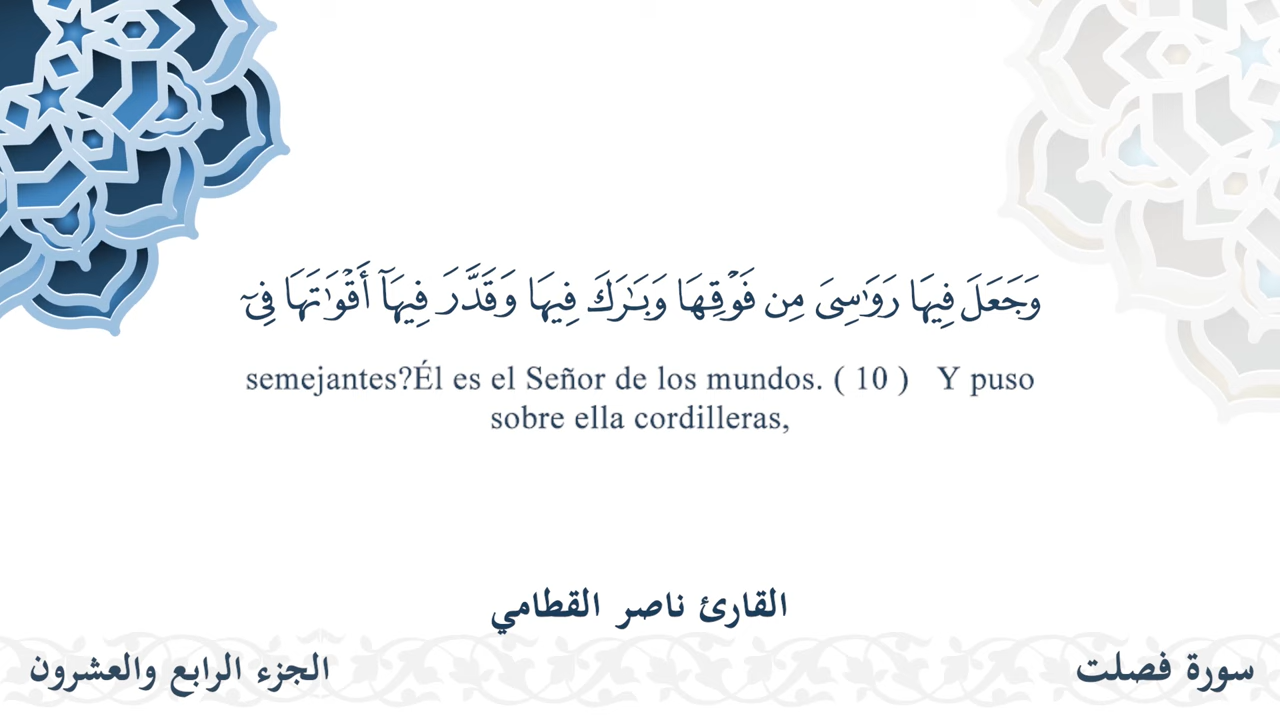 وَجَعَلَ فِيهَا رَوَٰسِىَ مِن فَوْقِهَا وَبَـٰرَكَ فِيهَا وَقَدَّرَ فِيهَآ أَقْوَٰتَهَا فِىٓ
semejantes?Él es el Señor de los mundos. ( 10 ) Y puso
sobre ella cordilleras,
القارئ ناصر القطامي
سورة فصلت
الجزء الرابع والعشرون